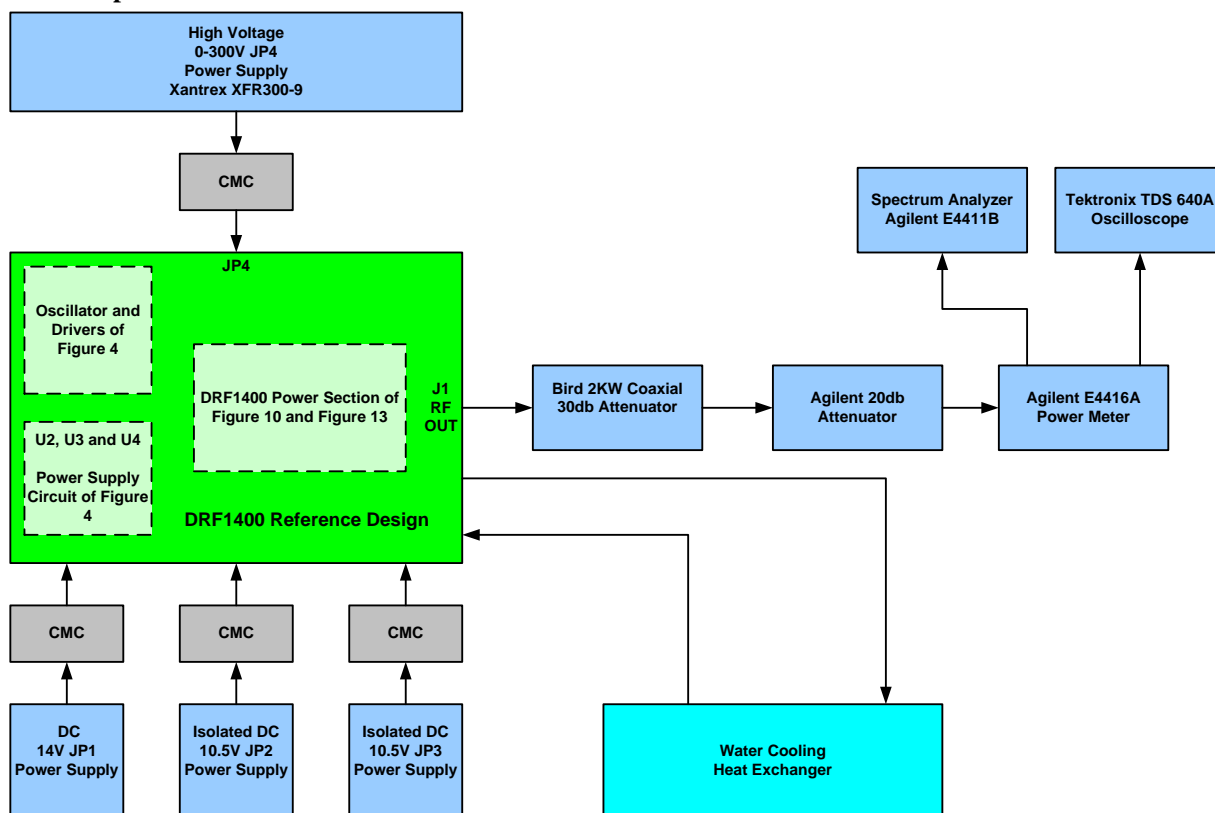 High Voltage
0-300V JP4
Power Supply
Xantrex XFR300-9
CMC
Spectrum Analyzer
Agilent E4411B
Tektronix TDS 640A
Oscilloscope
JP4
Oscillator and
Drivers of
Figure 4
DRF1400 Power Section of
Figure 10 and Figure 13
J1
RF
OUT
Bird 2KW Coaxial
30db Attenuator
Agilent 20db
Attenuator
Agilent E4416A
Power Meter
U2, U3 and U4
Power Supply
Circuit of Figure
4
DRF1400 Reference Design
CMC
CMC
CMC
DC
14V JP1
Power Supply
Isolated DC
10.5V JP2
Power Supply
Isolated DC
10.5V JP3
Power Supply
Water Cooling
Heat Exchanger